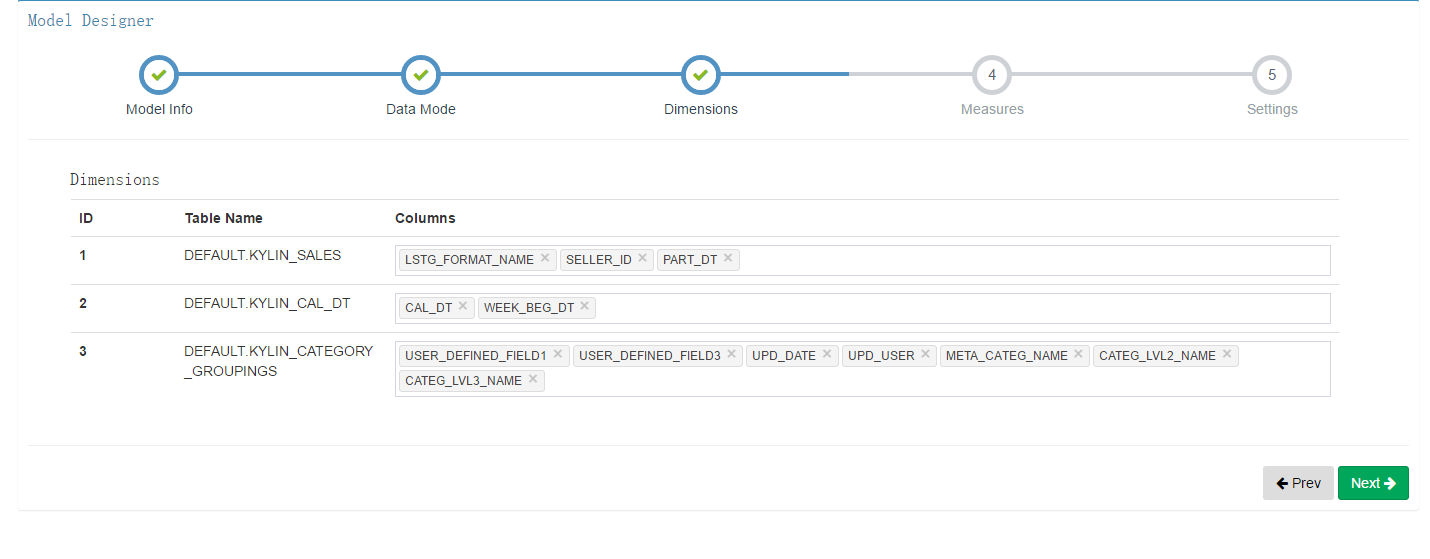 Model Designer
4 5
Model Info Data Mode Dimensions Measures Settings
Dimensions
ID Table Name Columns
1 DEFAULT.KYLIN_SALES LSTG_FORMAT_NAME × SELLER_ID × PART_DT ×
2 DEFAULT.KYLIN_CAL_DT CAL_DT × WEEK_BEG_DT ×
3 DEFAULT.KYLIN_CATEGORY USER_DEFINED_FIELD1 × USER_DEFINED_FIELD3 × UPD_DATE × UPD_USER × META_CATEG_NAME × CATEG_LVL2_NAME ×
_GROUPINGS CATEG_LVL3_NAME ×
Prev Next